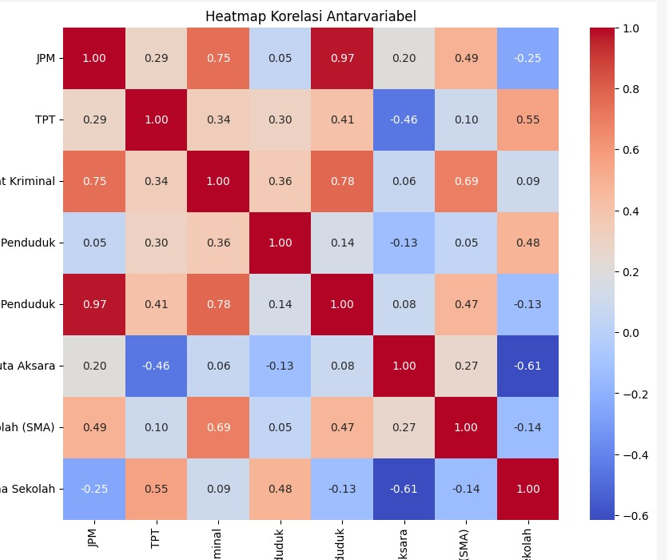 Heatmap Korelasi Antarvariabel
JPM 1.00 0.29 0.75 0.05 0.97 0.20 0.49 -0.25
TPT 0.29 1.00 0.34 0.30 0.41 -0.46 0.10 0.55
t Kriminal 0.75 0.34 1.00 0.36 0.78 0.06 0.69 0.09
Penduduk 0.05 0.30 0.36 1.00 0.14 -0.13 0.05 0.48
Penduduk 0.97 0.41 0.78 0.14 1.00 0.08 0.47 -0.13
uta Aksara 0.20 -0.46 0.06 -0.13 0.08 1.00 0.27 -0.61
olah (SMA) 0.49 0.10 0.69 0.05 0.47 0.27 1.00 -0.14
a Sekolah -0.25 0.55 0.09 0.48 -0.13 -0.61 -0.14 1.00
JPM
TPT
minal
duduk
duduk
ksara
(SMA)
ekolah
1.0
0.8
0.6
0.4
0.2
0.0
−0.2
−0.4
−0.6